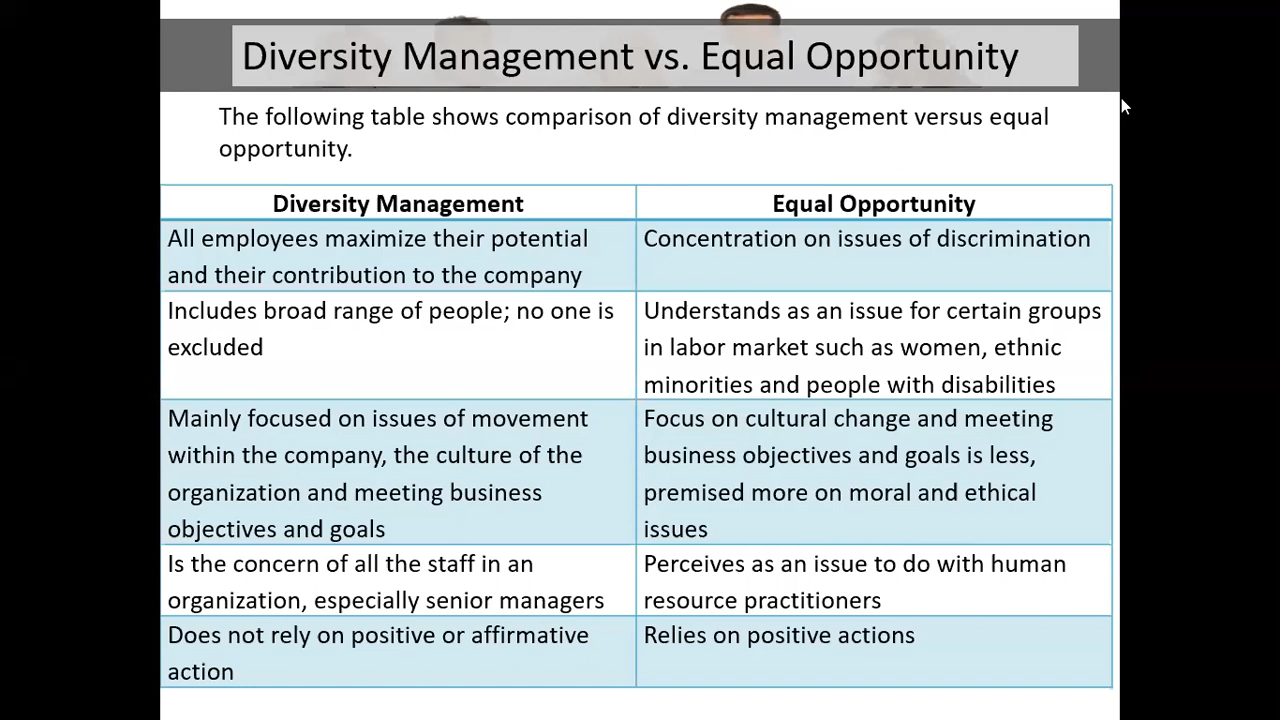 Diversity Management vs. Equal Opportunity
The following table shows comparison of diversity management versus equal
opportunity.
Diversity Management
Equal Opportunity
All employees maximize their potential
and their contribution to the company
Concentration on issues of discrimination
Includes broad range of people; no one is
excluded
Understands as an issue for certain groups
in labor market such as women, ethnic
minorities and people with disabilities
Mainly focused on issues of movement
within the company, the culture of the
organization and meeting business
objectives and goals
Focus on cultural change and meeting
business objectives and goals is less,
premised more on moral and ethical
issues
Is the concern of all the staff in an
organization, especially senior managers
Perceives as an issue to do with human
resource practitioners
Does not rely on positive or affirmative
action
Relies on positive actions